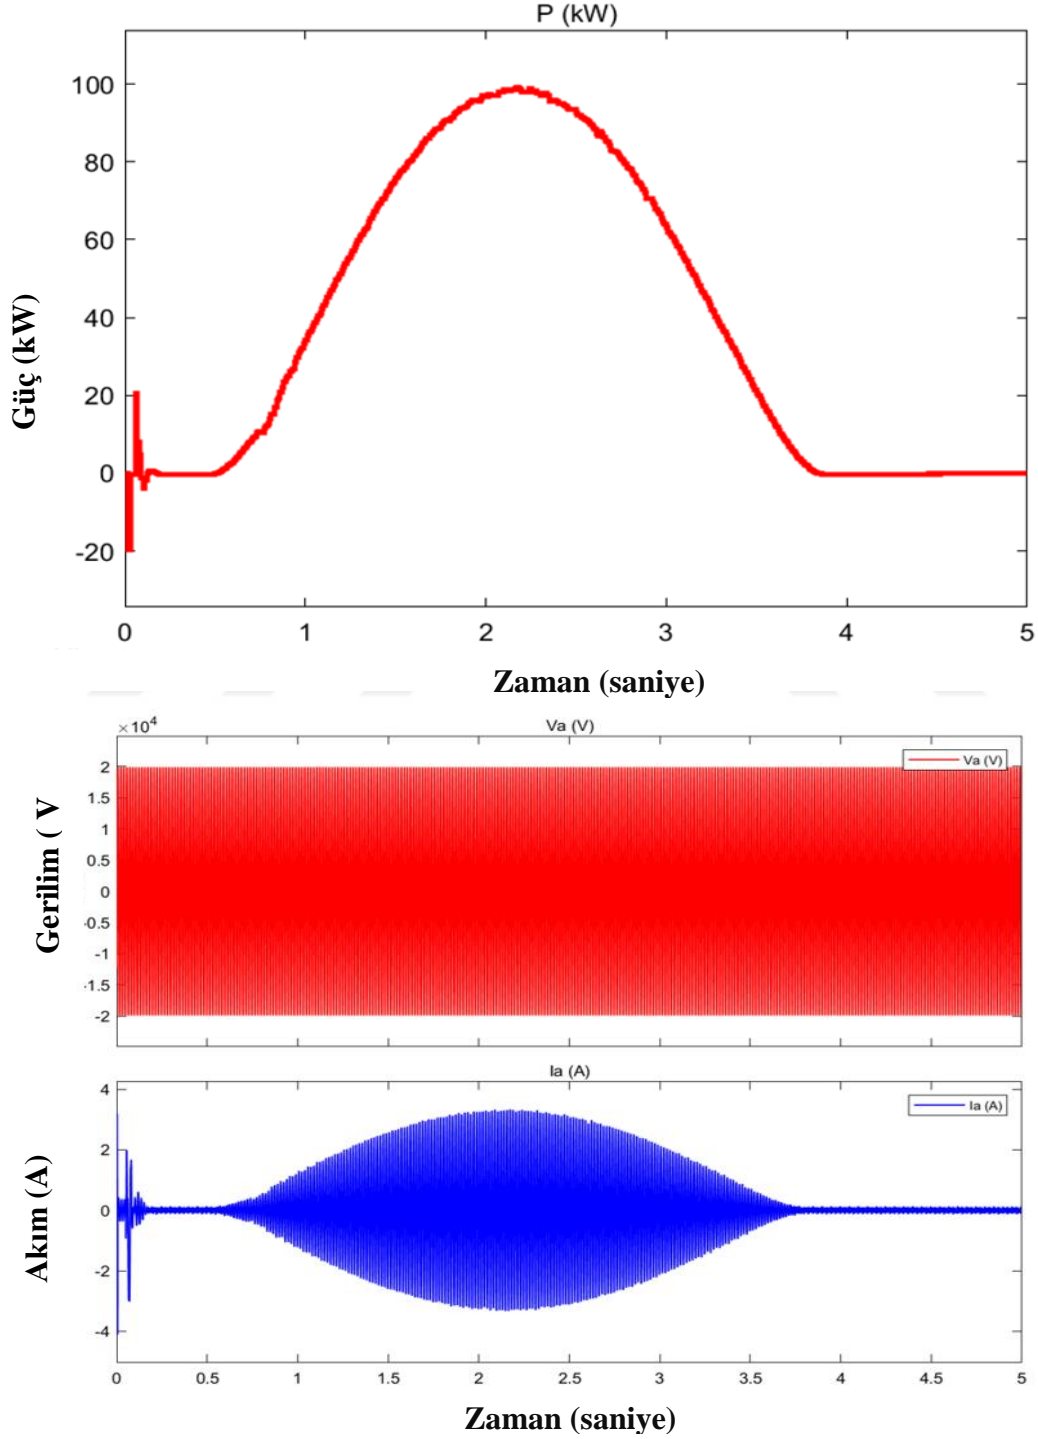 P (kW)
100
80
60
40
20
0
-20
Güç (kW)
0 1 2 3 4 5
Zaman (saniye)
×10⁴
Va (V)
Va (V)
2
1.5
1
0.5
0
-0.5
-1
-1.5
-2
Gerilim ( V
Ia (A)
Ia (A)
4
2
0
-2
-4
Akım (A)
0 0.5 1 1.5 2 2.5 3 3.5 4 4.5 5
Zaman (saniye)